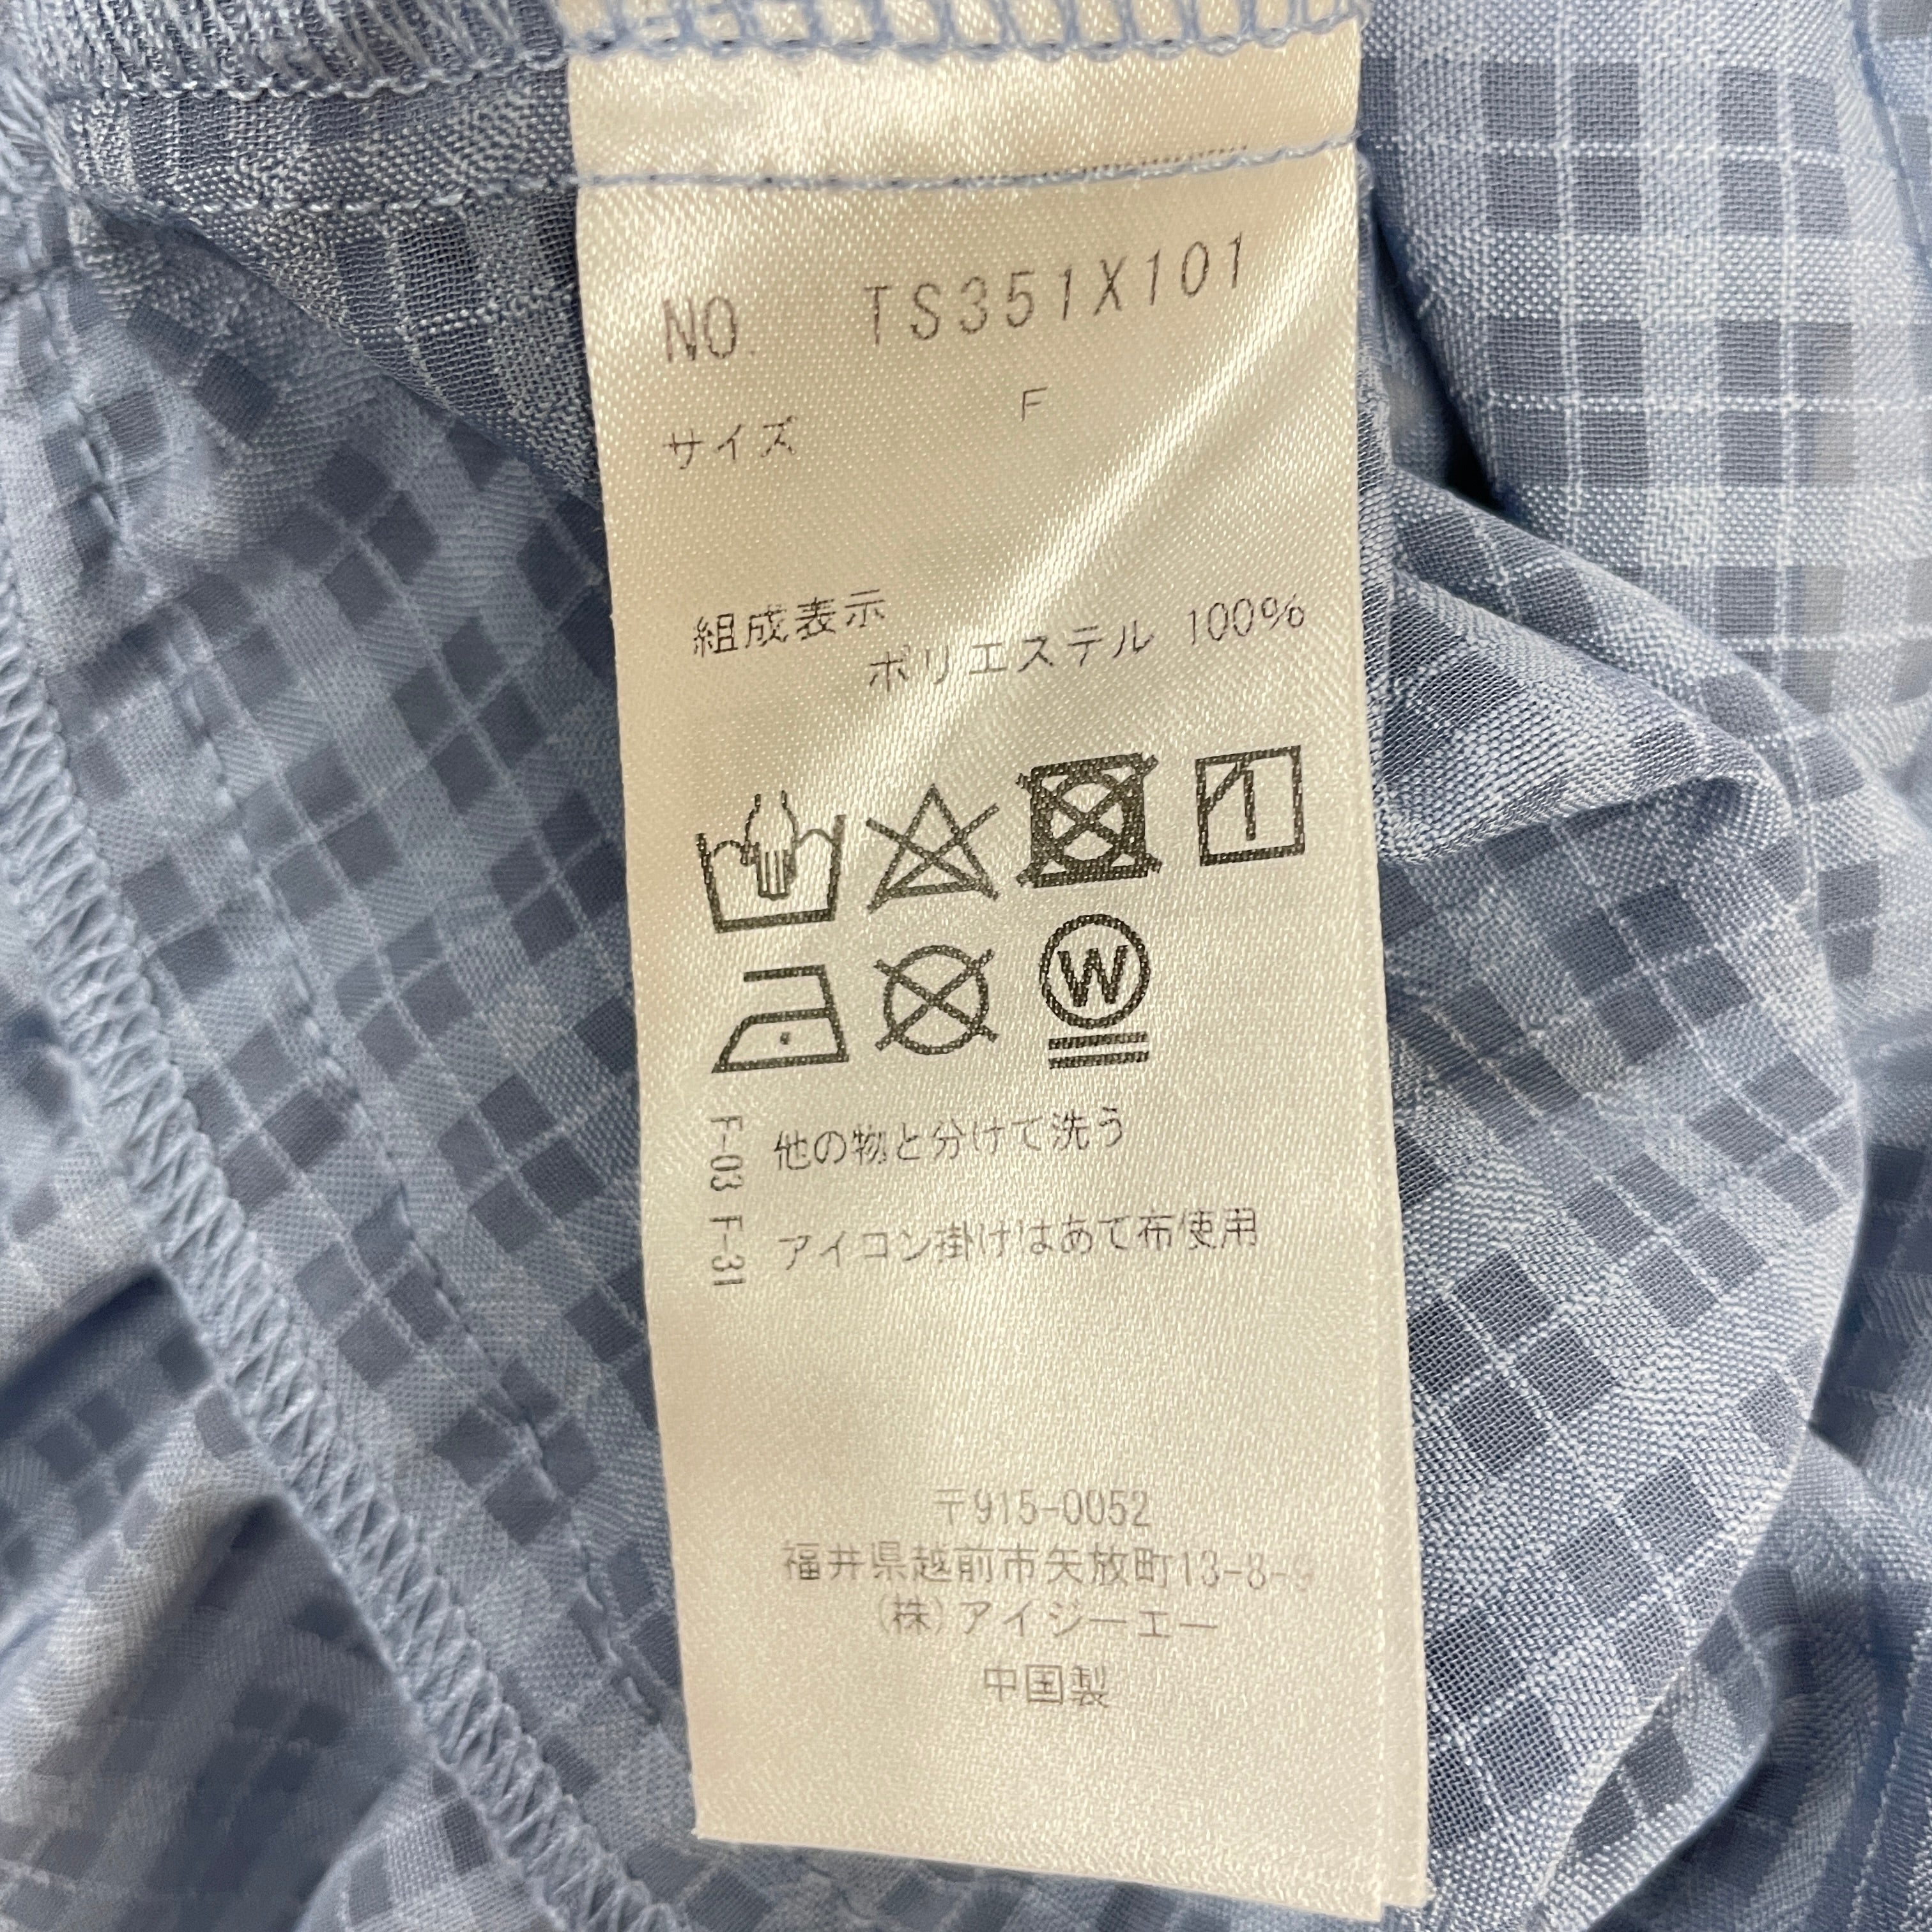 NO. TS351X101
サイズ F
組成表示
ポリエステル 100%
W
F-03 他の物と分けて洗う
F-31 アイコン掛けはあて布使用
〒915-0052
福井県越前市矢放町13-8-
(株)アイジーエー
中国製